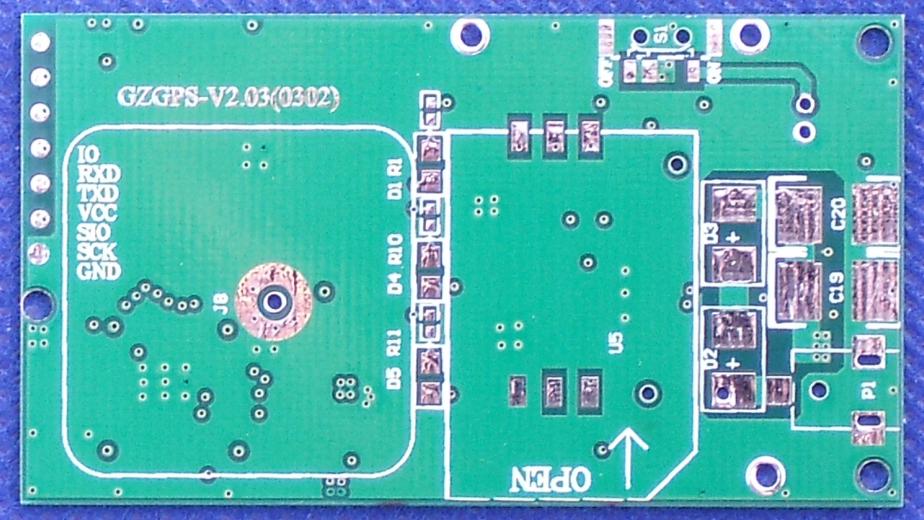 S1
OFF
ON
GZGPS-V2.03(0302)
IO
RXD
TXD
VCC
SIO
SCK
GND
J8
D1 R1
D4 R10
D5 R11
U5
OPEN
D3
+
D2
+
C20
C19
P1